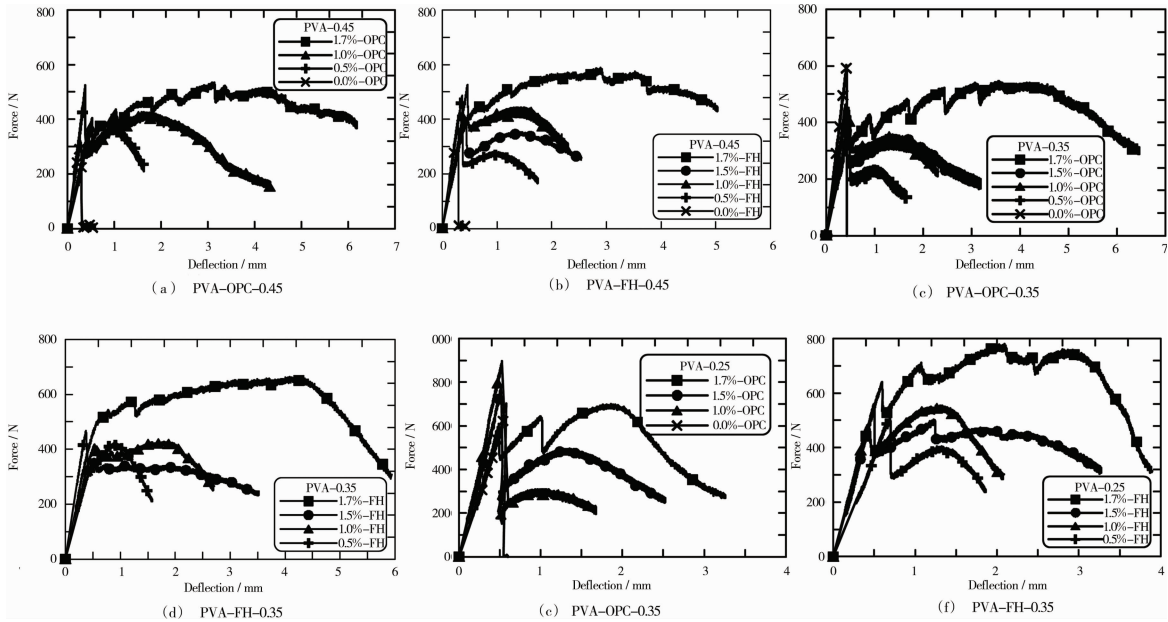 800
600
400
200
0
Force / N
PVA-0.45
1.7%-OPC
1.0%-OPC
0.5%-OPC
0.0%-OPC
0 1 2 3 4 5 6 7
Deflection / mm
(a) PVA-OPC-0.45
800
600
400
200
0
Force / N
PVA-0.45
1.7%-FH
1.5%-FH
1.0%-FH
0.5%-FH
0.0%-FH
0 1 2 3 4 5 6 7
Deflection / mm
(b) PVA-FH-0.45
800
600
400
200
0
Force / N
PVA-0.35
1.7%-OPC
1.5%-OPC
1.0%-OPC
0.5%-OPC
0.0%-OPC
0 1 2 3 4 5 6 7
Deflection / mm
(c) PVA-OPC-0.35
800
600
400
200
0
Force / N
PVA-0.35
1.7%-FH
1.5%-FH
1.0%-FH
0.5%-FH
0 1 2 3 4 5 6
Deflection / mm
(d) PVA-FH-0.35
000
800
600
400
200
0
Force / N
PVA-0.25
1.7%-OPC
1.5%-OPC
1.0%-OPC
0.0%-OPC
0 1 2 3 4
Deflection / mm
(e) PVA-OPC-0.35
800
600
400
200
0
Force / N
PVA-0.25
1.7%-FH
1.5%-FH
1.0%-FH
0.5%-FH
0 1 2 3 4
Deflection / mm
(f) PVA-FH-0.35